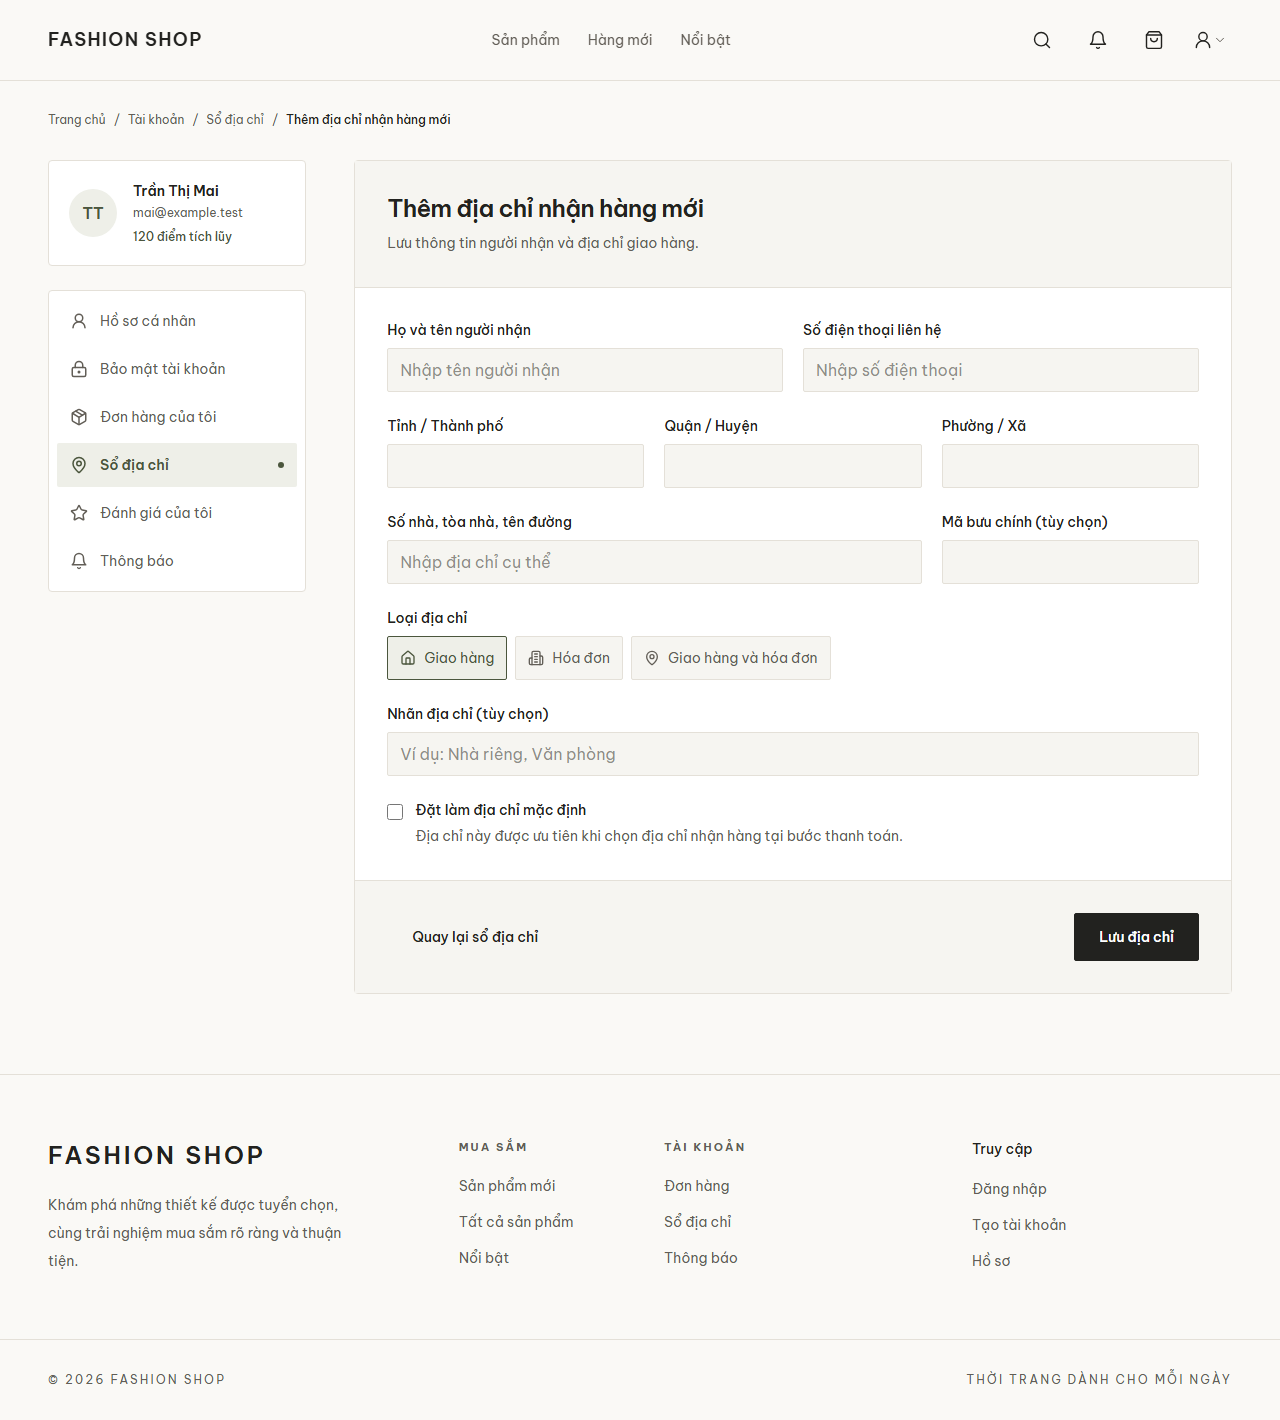 FASHION SHOP
Sản phẩm
Hàng mới
Nổi bật
Trang chủ / Tài khoản / Sổ địa chỉ / Thêm địa chỉ nhận hàng mới
TT
Trần Thị Mai
mai@example.test
120 điểm tích lũy
Hồ sơ cá nhân
Bảo mật tài khoản
Đơn hàng của tôi
Sổ địa chỉ
Đánh giá của tôi
Thông báo
Thêm địa chỉ nhận hàng mới
Lưu thông tin người nhận và địa chỉ giao hàng.
Họ và tên người nhận
Nhập tên người nhận
Số điện thoại liên hệ
Nhập số điện thoại
Tỉnh / Thành phố
Quận / Huyện
Phường / Xã
Số nhà, tòa nhà, tên đường
Nhập địa chỉ cụ thể
Mã bưu chính (tùy chọn)
Loại địa chỉ
Giao hàng
Hóa đơn
Giao hàng và hóa đơn
Nhãn địa chỉ (tùy chọn)
Ví dụ: Nhà riêng, Văn phòng
Đặt làm địa chỉ mặc định
Địa chỉ này được ưu tiên khi chọn địa chỉ nhận hàng tại bước thanh toán.
Quay lại sổ địa chỉ
Lưu địa chỉ
FASHION SHOP
Khám phá những thiết kế được tuyển chọn,
cùng trải nghiệm mua sắm rõ ràng và thuận
tiện.
MUA SẮM
Sản phẩm mới
Tất cả sản phẩm
Nổi bật
TÀI KHOẢN
Đơn hàng
Sổ địa chỉ
Thông báo
Truy cập
Đăng nhập
Tạo tài khoản
Hồ sơ
© 2026 FASHION SHOP
THỜI TRANG DÀNH CHO MỖI NGÀY